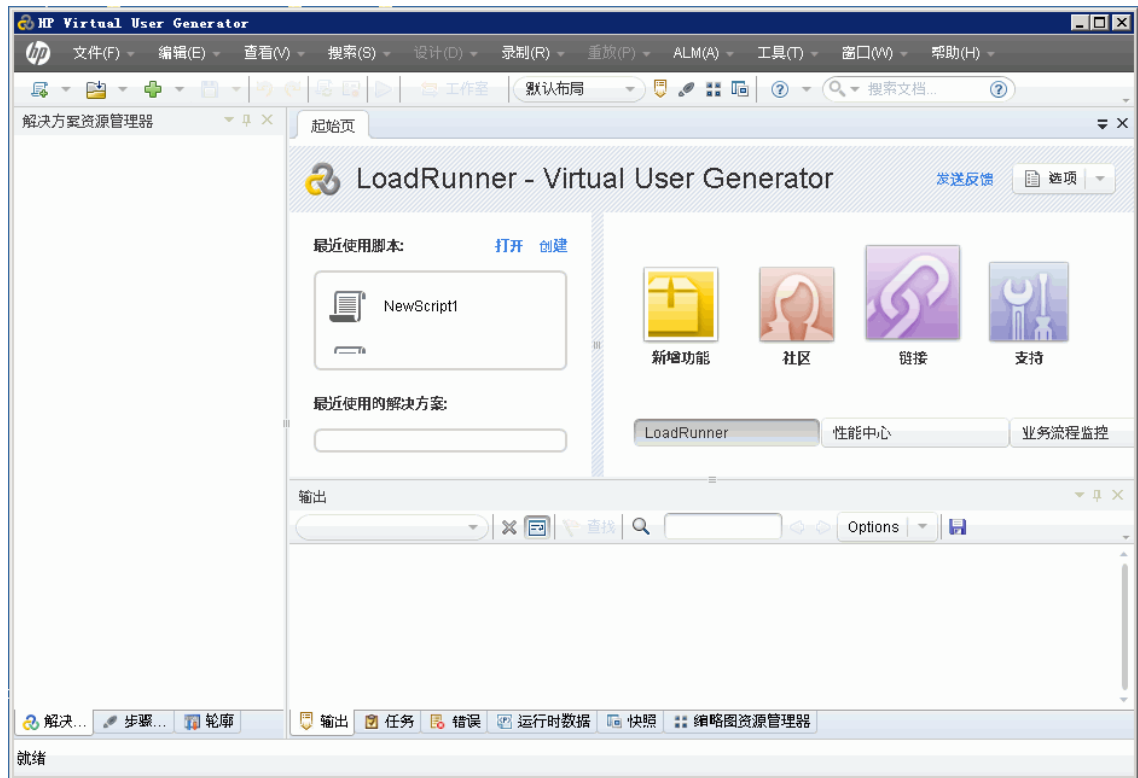 HP Virtual User Generator
hp 文件(F) 编辑(E) 查看(V) 搜索(S) 设计(D) 录制(R) 重放(P) ALM(A) 工具(T) 窗口(W) 帮助(H)
工作室 默认布局 搜索文档...
解决方案资源管理器
起始页
LoadRunner - Virtual User Generator
发送反馈
选项
最近使用脚本: 打开 创建
NewScript1
最近使用的解决方案:
新增功能 社区 链接 支持
LoadRunner 性能中心 业务流程监控
输出
查找 Options
解决... 步骤... 轮廓
输出 任务 错误 运行时数据 快照 缩略图资源管理器
就绪